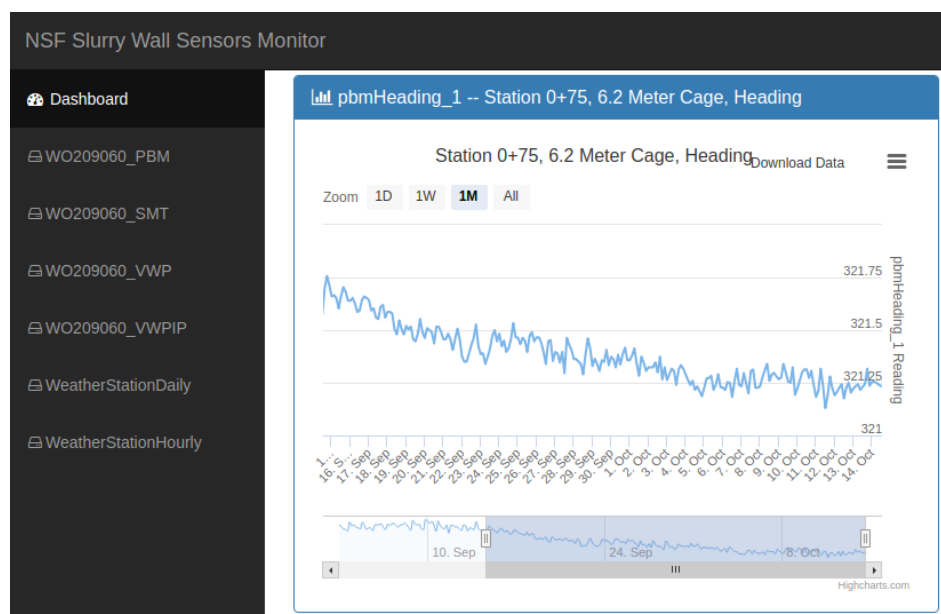 NSF Slurry Wall Sensors Monitor
Dashboard
WO209060_PBM
WO209060_SMT
WO209060_VWP
WO209060_VWPIP
WeatherStationDaily
WeatherStationHourly
pbmHeading_1 -- Station 0+75, 6.2 Meter Cage, Heading
Station 0+75, 6.2 Meter Cage, Heading
Download Data
Zoom 1D 1W 1M All
321.75
321.5
321.25
321
pbmHeading_1 Reading
1…
16. S…
17. Sep
18. Sep
19. Sep
20. Sep
21. Sep
22. Sep
23. Sep
24. Sep
25. Sep
26. Sep
27. Sep
28. Sep
29. Sep
30. Sep
1. Oct
2. Oct
3. Oct
4. Oct
5. Oct
6. Oct
7. Oct
8. Oct
9. Oct
10. Oct
11. Oct
12. Oct
13. Oct
14. Oct
10. Sep
24. Sep
8. Oct
Highcharts.com